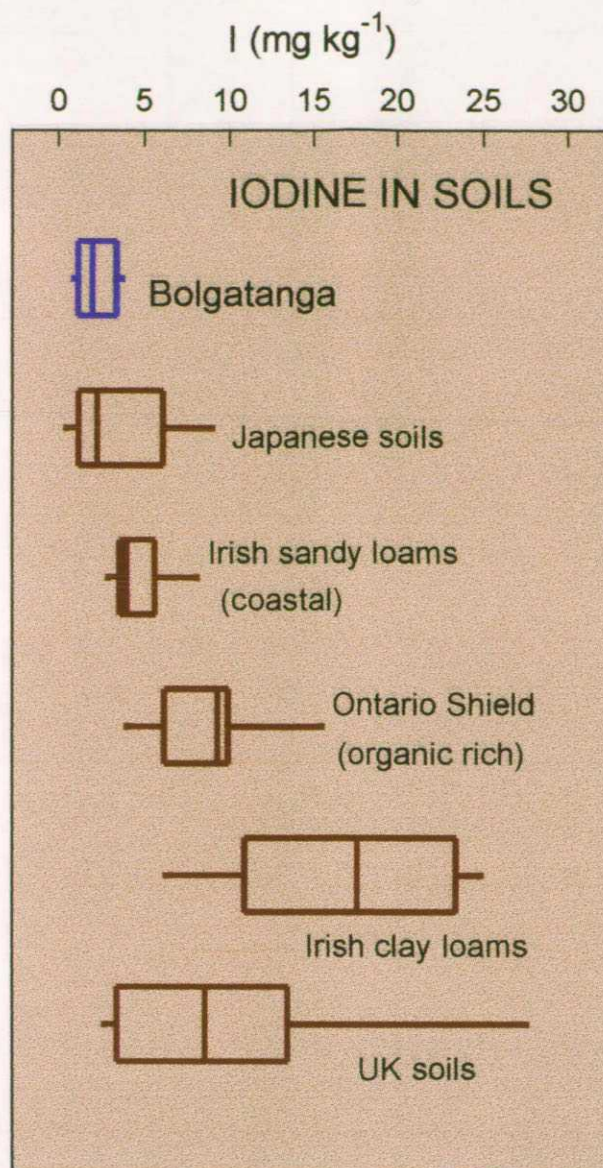 I (mg kg⁻¹)
0 5 10 15 20 25 30
IODINE IN SOILS
Bolgatanga
Japanese soils
Irish sandy loams
(coastal)
Ontario Shield
(organic rich)
Irish clay loams
UK soils